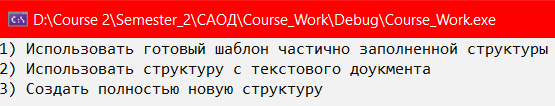 D:\Course 2\Semester_2\САОД\Course_Work\Debug\Course_Work.exe
1) Использовать готовый шаблон частично заполненной структуры
2) Использовать структуру с текстового доукмента
3) Создать полностью новую структуру